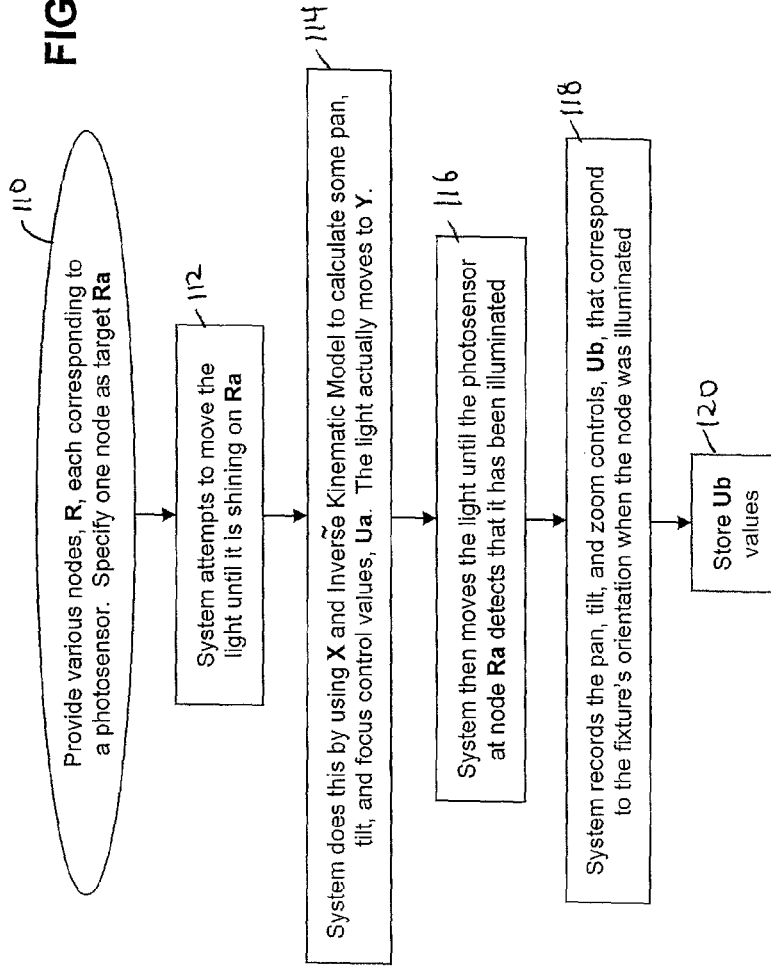 FIG
110
Provide various nodes, R, each corresponding to
a photosensor. Specify one node as target Ra
112
System attempts to move the
light until it is shining on Ra
114
System does this by using X̃ and Inverse Kinematic Model to calculate some pan,
tilt, and focus control values, Ua. The light actually moves to Y.
116
System then moves the light until the photosensor
at node Ra detects that it has been illuminated
118
System records the pan, tilt, and zoom controls, Ub, that correspond
to the fixture's orientation when the node was illuminated
120
Store Ub
values